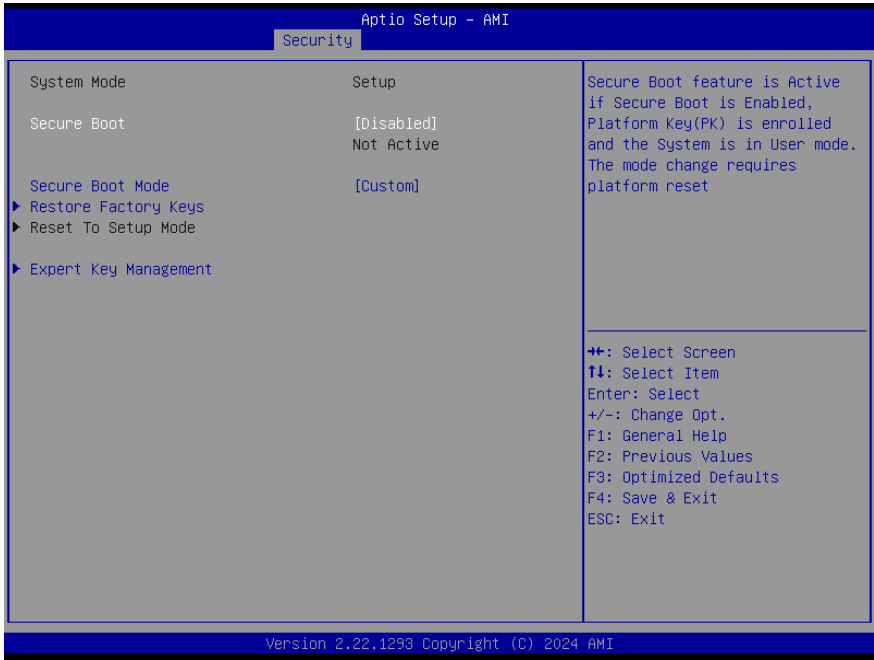 Aptio Setup – AMI
Security
System Mode Setup
Secure Boot [Disabled]
Not Active
Secure Boot Mode [Custom]
▶ Restore Factory Keys
▶ Reset To Setup Mode
▶ Expert Key Management
Secure Boot feature is Active
if Secure Boot is Enabled,
Platform Key(PK) is enrolled
and the System is in User mode.
The mode change requires
platform reset
→←: Select Screen
↑↓: Select Item
Enter: Select
+/-: Change Opt.
F1: General Help
F2: Previous Values
F3: Optimized Defaults
F4: Save & Exit
ESC: Exit
Version 2.22.1293 Copyright (C) 2024 AMI